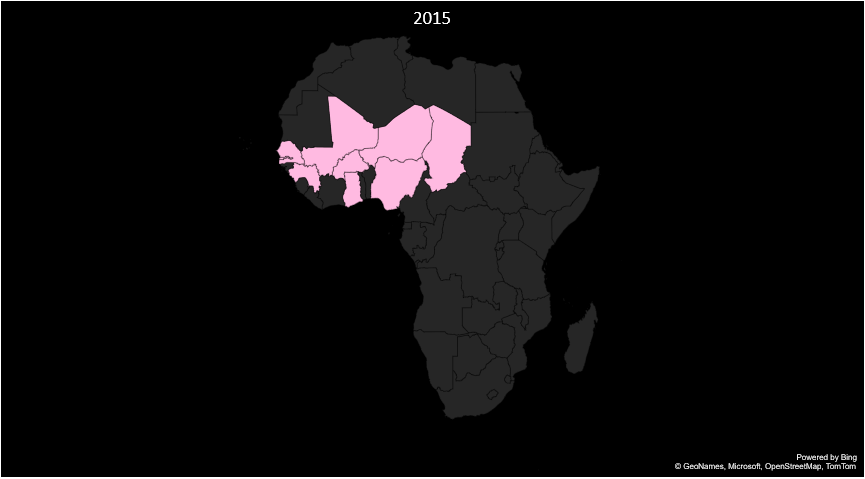 2015
Powered by Bing
© GeoNames, Microsoft, OpenStreetMap, TomTom